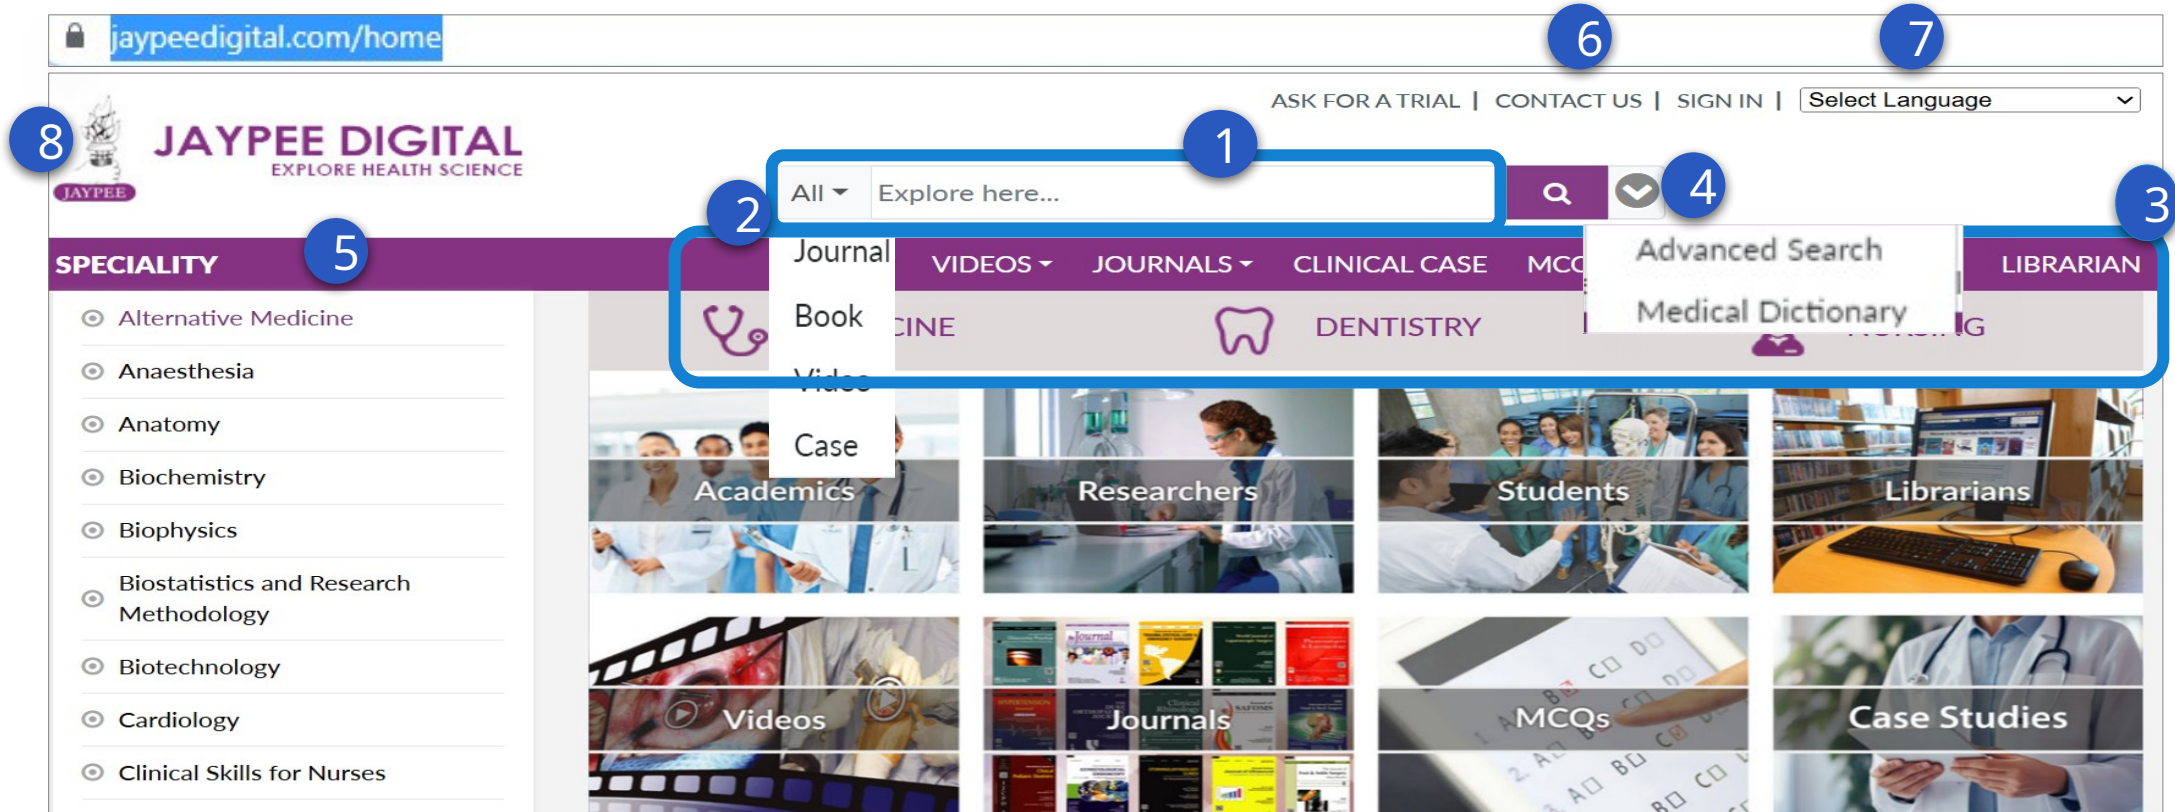 jaypeedigital.com/home
6
7
ASK FOR A TRIAL | CONTACT US | SIGN IN | Select Language
8
JAYPEE DIGITAL
EXPLORE HEALTH SCIENCE
JAYPEE
1
All Explore here...
2
4
3
5
SPECIALITY
VIDEOS JOURNALS CLINICAL CASE LIBRARIAN
Journal
Book
Video
Case
Advanced Search
Medical Dictionary
DENTISTRY
Alternative Medicine
Anaesthesia
Anatomy
Biochemistry
Biophysics
Biostatistics and Research
Methodology
Biotechnology
Cardiology
Clinical Skills for Nurses
Academics
Researchers
Students
Librarians
Videos
Journals
MCQs
Case Studies